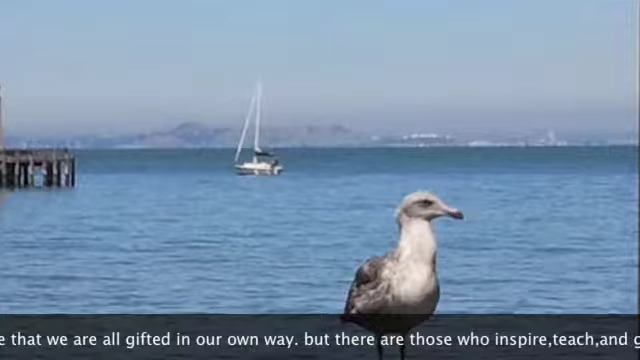 e that we are all gifted in our own way. but there are those who inspire,teach,and g